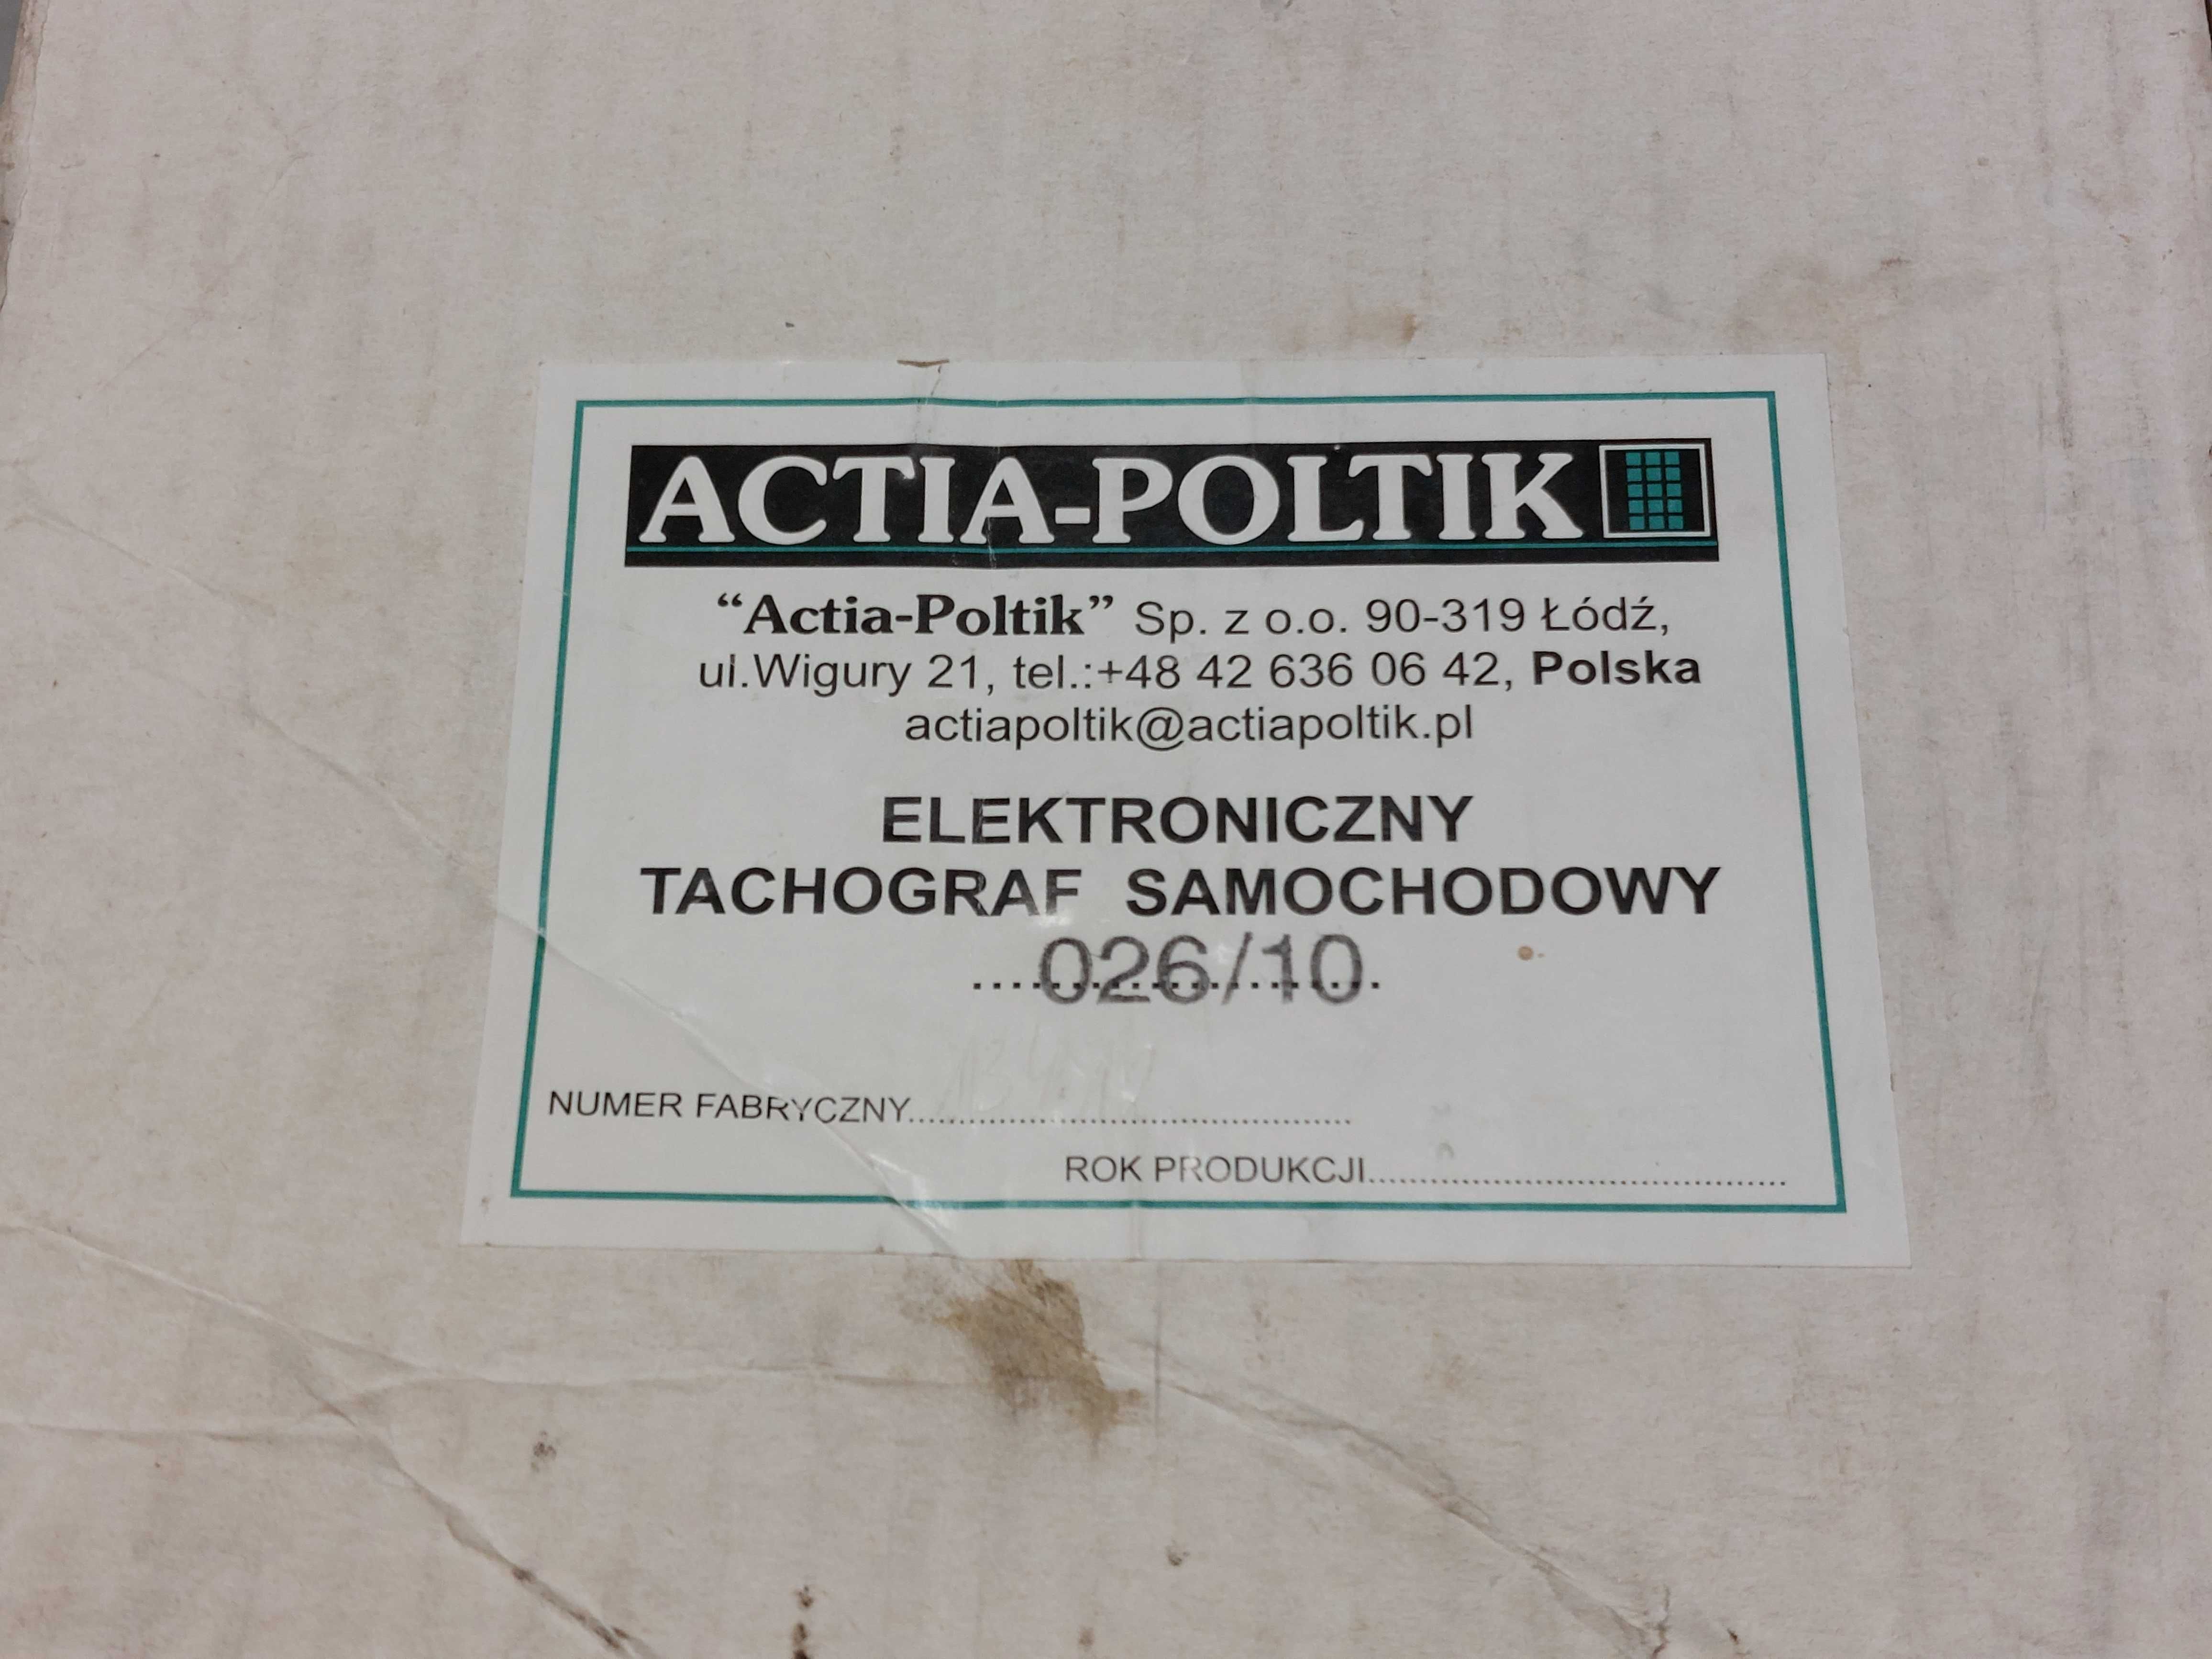 ACTIA-POLTIK
“Actia-Poltik” Sp. z o.o. 90-319 Łódź,
ul.Wigury 21, tel.:+48 42 636 06 42, Polska
actiapoltik@actiapoltik.pl
ELEKTRONICZNY
TACHOGRAF SAMOCHODOWY
....026/10.
NUMER FABRYCZNY..........................................
ROK PRODUKCJI..........................................